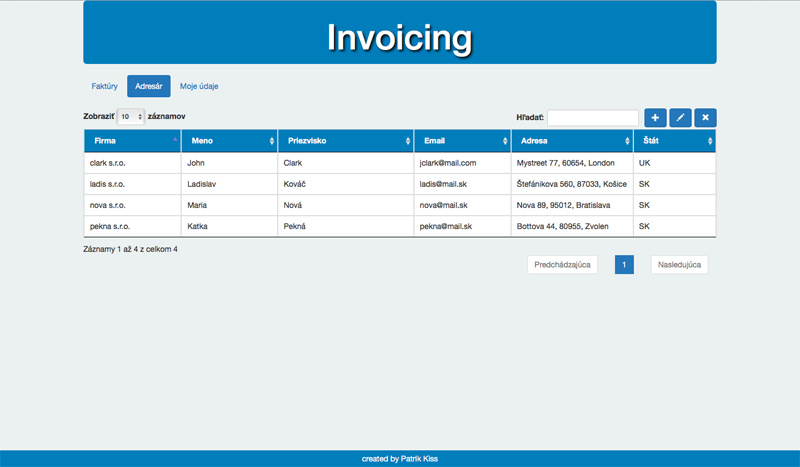 Invoicing
Faktúry Adresár Moje údaje
Zobraziť 10 záznamov Hľadať:
Firma Meno Priezvisko Email Adresa Štát
clark s.r.o. John Clark jclark@mail.com Mystreet 77, 60654, London UK
ladis s.r.o. Ladislav Kováč ladis@mail.sk Štefánikova 560, 87033, Košice SK
nova s.r.o. Maria Nová nova@mail.sk Nova 89, 95012, Bratislava SK
pekna s.r.o. Katka Pekná pekna@mail.sk Bottova 44, 80955, Zvolen SK
Záznamy 1 až 4 z celkom 4
Predchádzajúca 1 Nasledujúca
created by Patrik Kiss